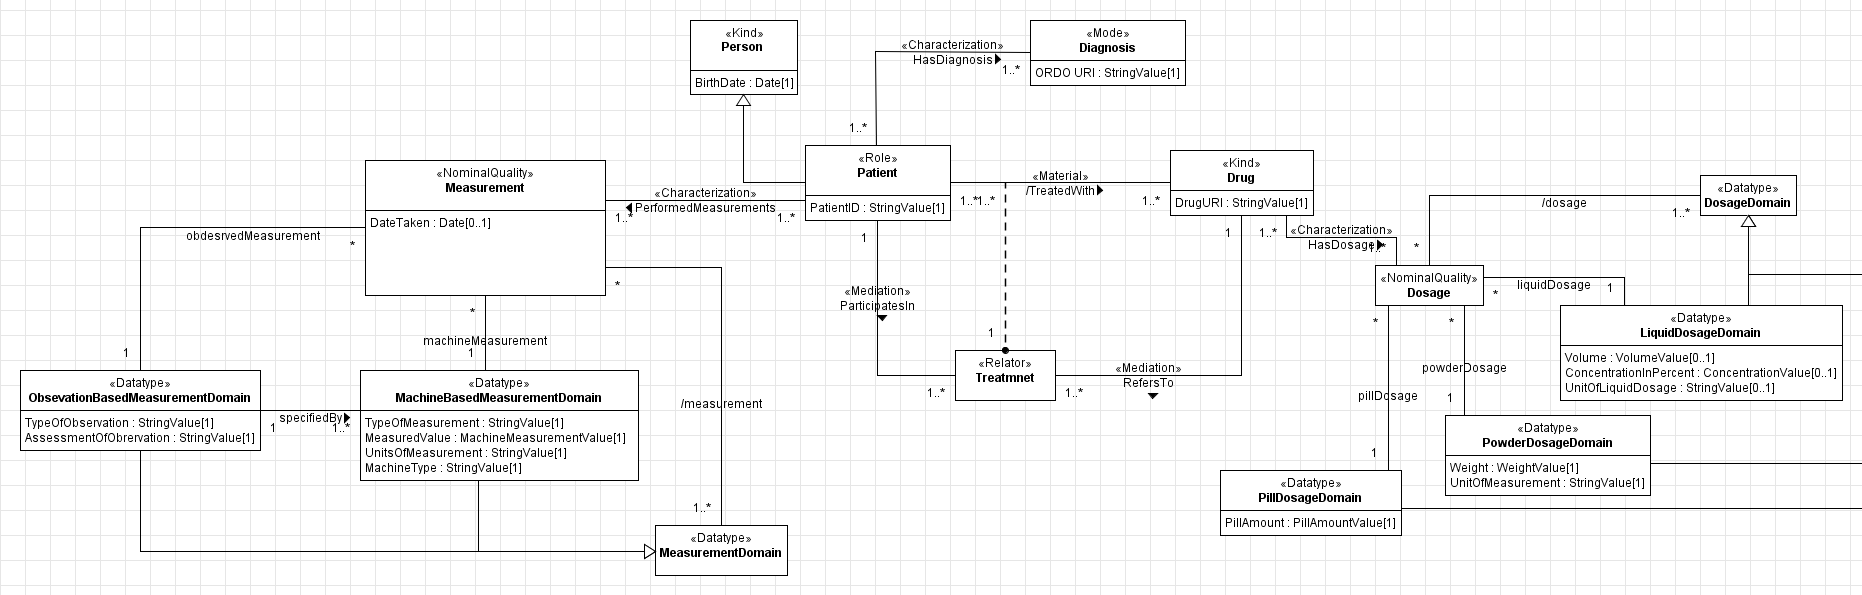 «Kind»
Person
BirthDate : Date[1]
«Characterization»
HasDiagnosis
1..*
1..*
«Mode»
Diagnosis
ORDO URI : StringValue[1]
«NominalQuality»
Measurement
DateTaken : Date[0..1]
«Characterization»
PerformedMeasurements
1..*
1..*
«Role»
Patient
PatientID : StringValue[1]
«Material»
/TreatedWith
1..*
1..*
1..*
«Kind»
Drug
DrugURI : StringValue[1]
«Characterization»
HasDosage
1..*
1..*
/dosage
*
1..*
«Datatype»
DosageDomain
obdesrvedMeasurement
*
1
*
machineMeasurement
1
*
/measurement
1..*
1
«Mediation»
ParticipatesIn
1..*
1
«Relator»
Treatmnet
1
«Mediation»
RefersTo
1..*
«NominalQuality»
Dosage
*
liquidDosage
1
«Datatype»
LiquidDosageDomain
Volume : VolumeValue[0..1]
ConcentrationInPercent : ConcentrationValue[0..1]
UnitOfLiquidDosage : StringValue[0..1]
*
pillDosage
1
*
powderDosage
1
«Datatype»
ObsevationBasedMeasurementDomain
TypeOfObservation : StringValue[1]
AssessmentOfObrervation : StringValue[1]
specifiedBy
1
1..*
«Datatype»
MachineBasedMeasurementDomain
TypeOfMeasurement : StringValue[1]
MeasuredValue : MachineMeasurementValue[1]
UnitsOfMeasurement : StringValue[1]
MachineType : StringValue[1]
«Datatype»
PowderDosageDomain
Weight : WeightValue[1]
UnitOfMeasurement : StringValue[1]
«Datatype»
PillDosageDomain
PillAmount : PillAmountValue[1]
«Datatype»
MeasurementDomain